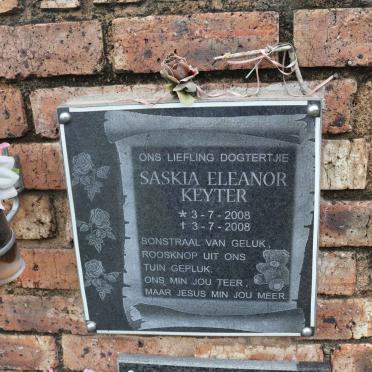 ONS LIEFLING DOGTERTJIE
SASKIA ELEANOR
KEYTER
* 3-7-2008
† 3-7-2008
SONSTRAAL VAN GELUK,
ROOSKNOP UIT ONS
TUIN GEPLUK.
ONS MIN JOU TEER,
MAAR JESUS MIN JOU MEER.